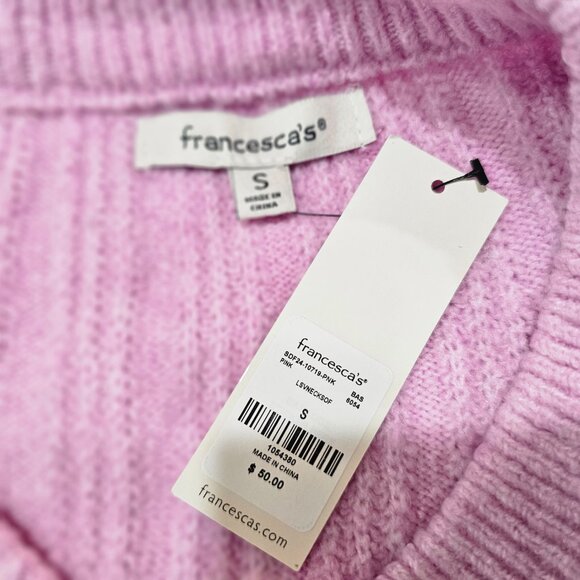 francesca's®
S
MADE IN
CHINA
francesca's®
SDF24-10719-PNK BAS
PINK 6054
LSVNECKSOF
S
1054380
MADE IN CHINA
$ 50.00
francescas.com